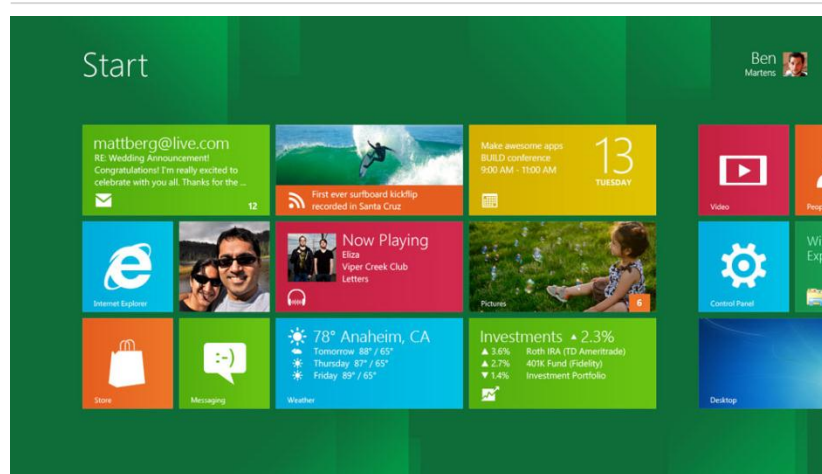 Start
Ben
Martens
mattberg@live.com
RE: Wedding Announcement!
Congratulations! I'm really excited to
celebrate with you all. Thanks for the ...
12
First ever surfboard kickflip
recorded in Santa Cruz
Make awesome apps
BUILD conference
9:00 AM - 11:00 AM
13
TUESDAY
Video
Internet Explorer
Now Playing
Eliza
Viper Creek Club
Letters
Pictures
6
Control Panel
Store
:-)
Messaging
78° Anaheim, CA
Tomorrow 88°/65°
Thursday 87°/65°
Friday 89°/65°
Weather
Investments ▲ 2.3%
▲ 3.6% Roth IRA (TD Ameritrade)
▲ 2.7% 401K Fund (Fidelity)
▼ 1.4% Investment Portfolio
Desktop